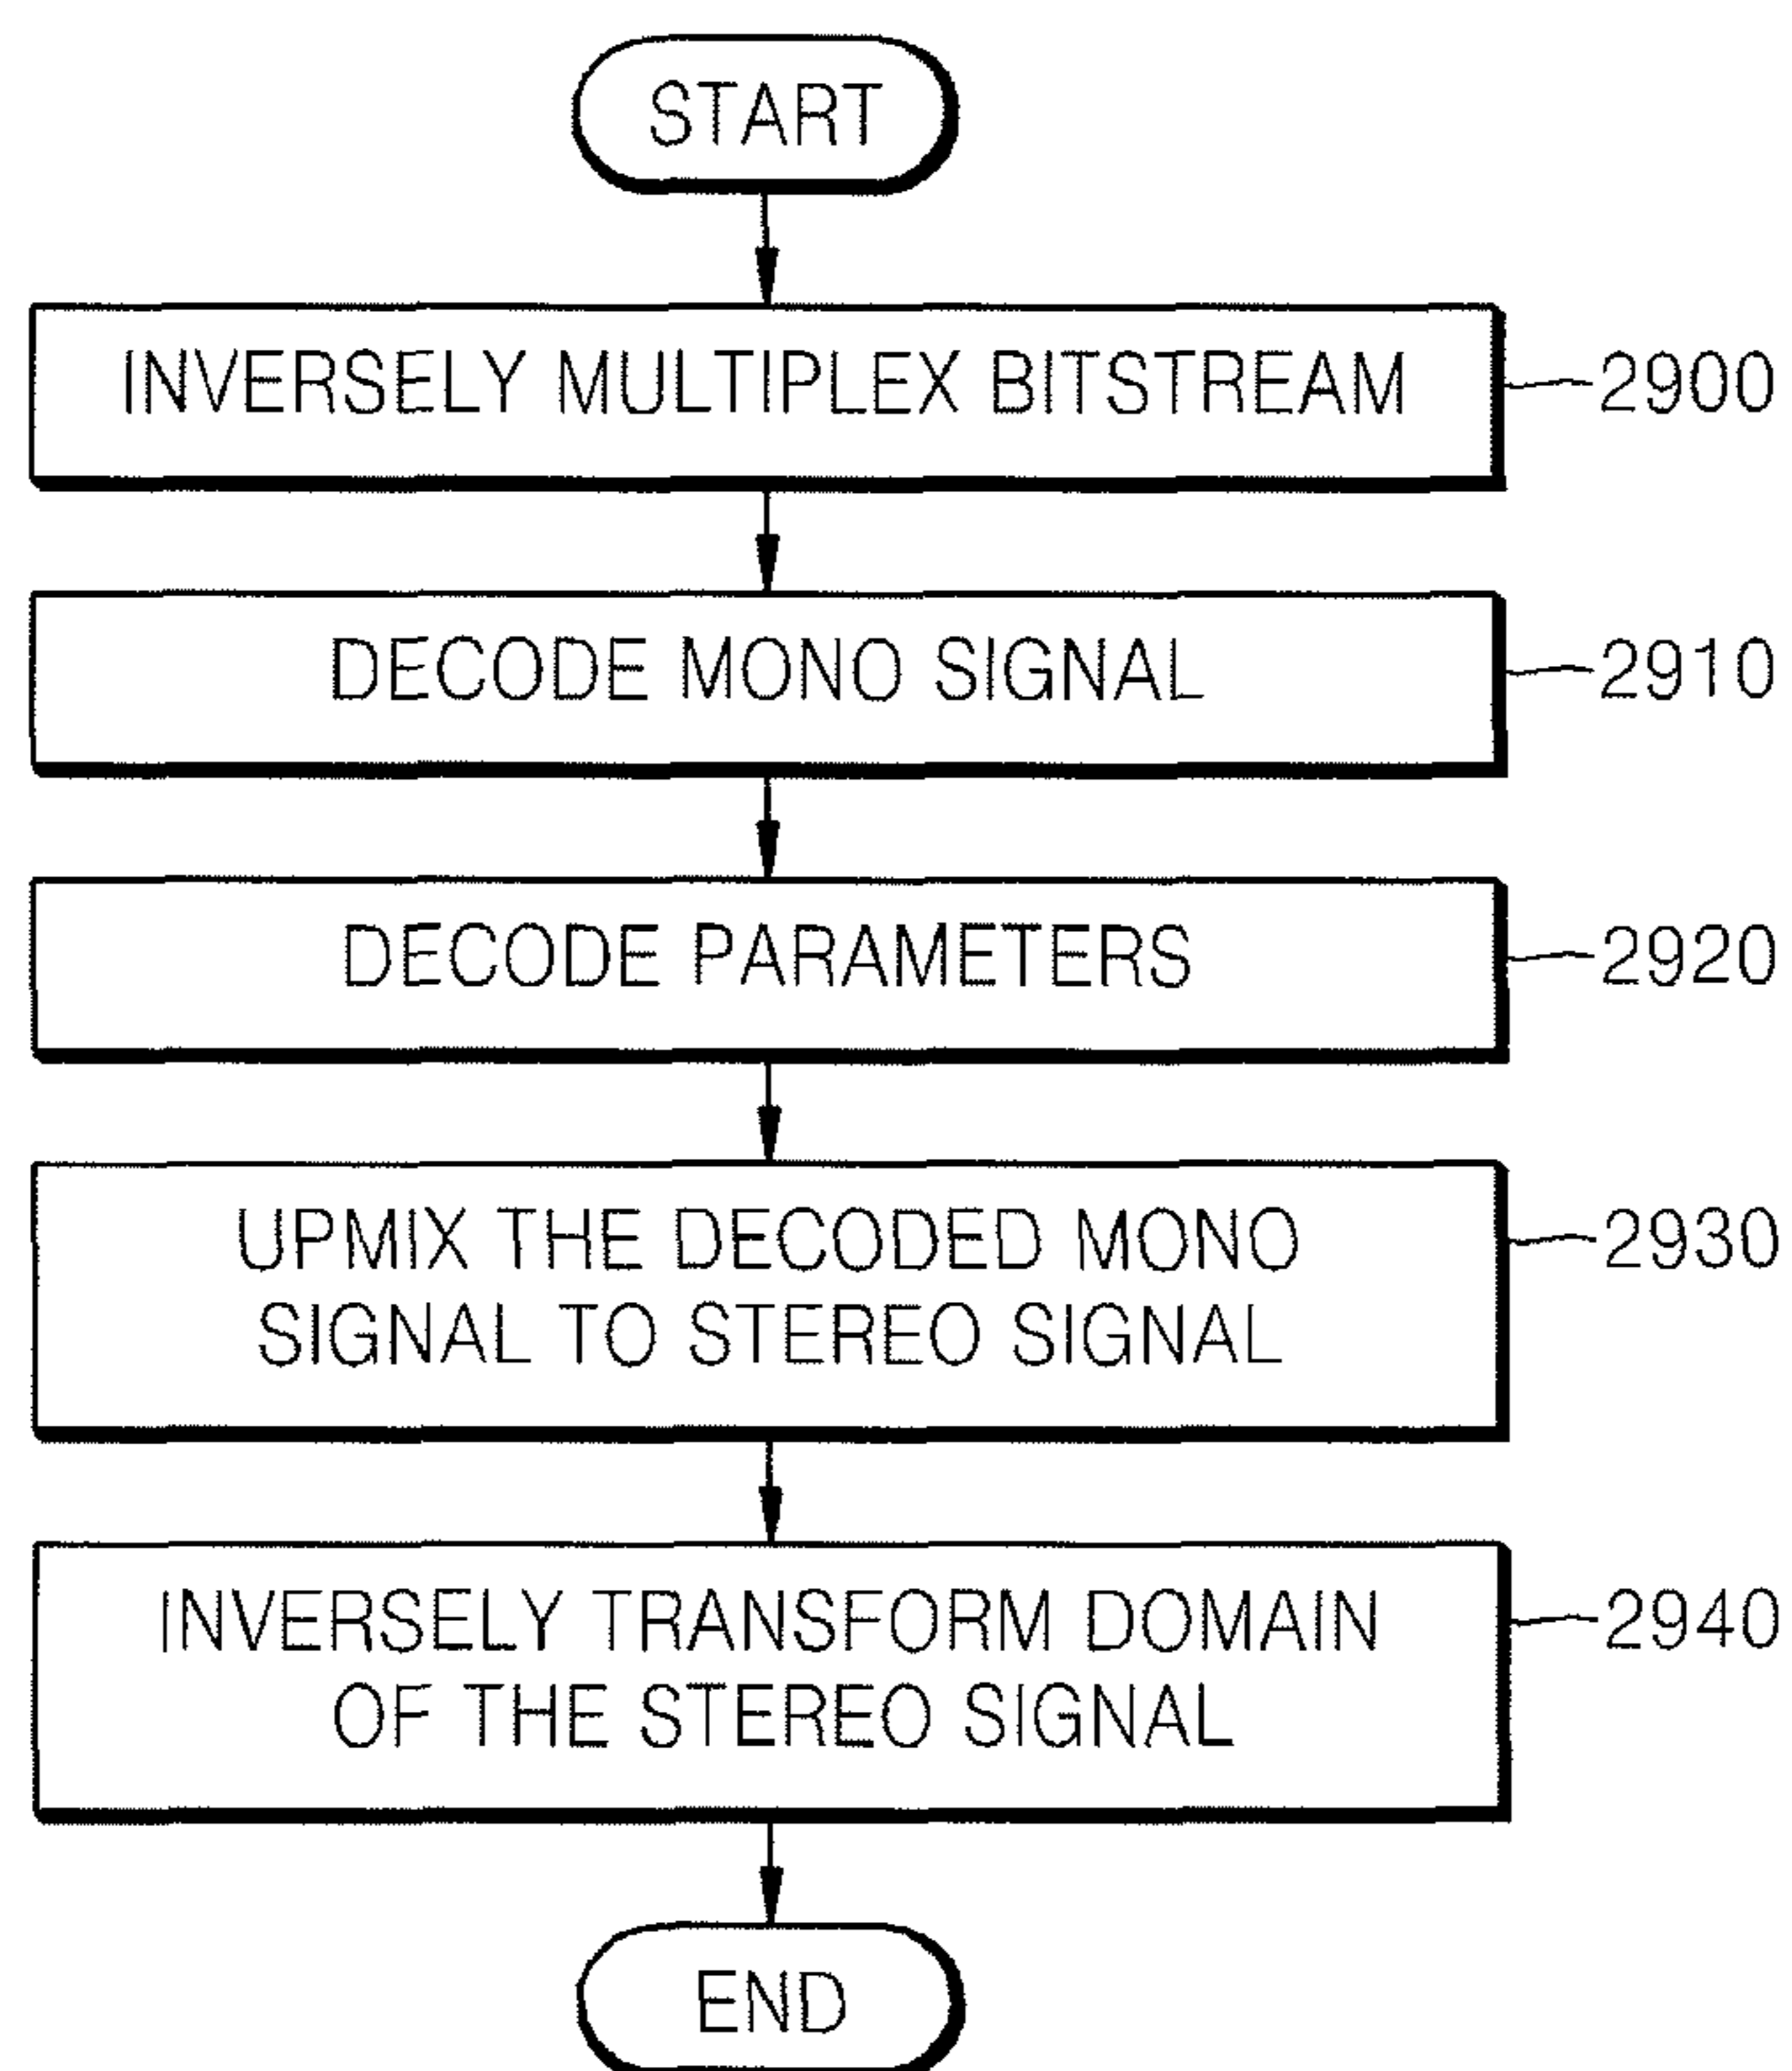 START
INVERSELY MULTIPLEX BITSTREAM
2900
DECODE MONO SIGNAL
2910
DECODE PARAMETERS
2920
UPMIX THE DECODED MONO
SIGNAL TO STEREO SIGNAL
2930
INVERSELY TRANSFORM DOMAIN
OF THE STEREO SIGNAL
2940
END